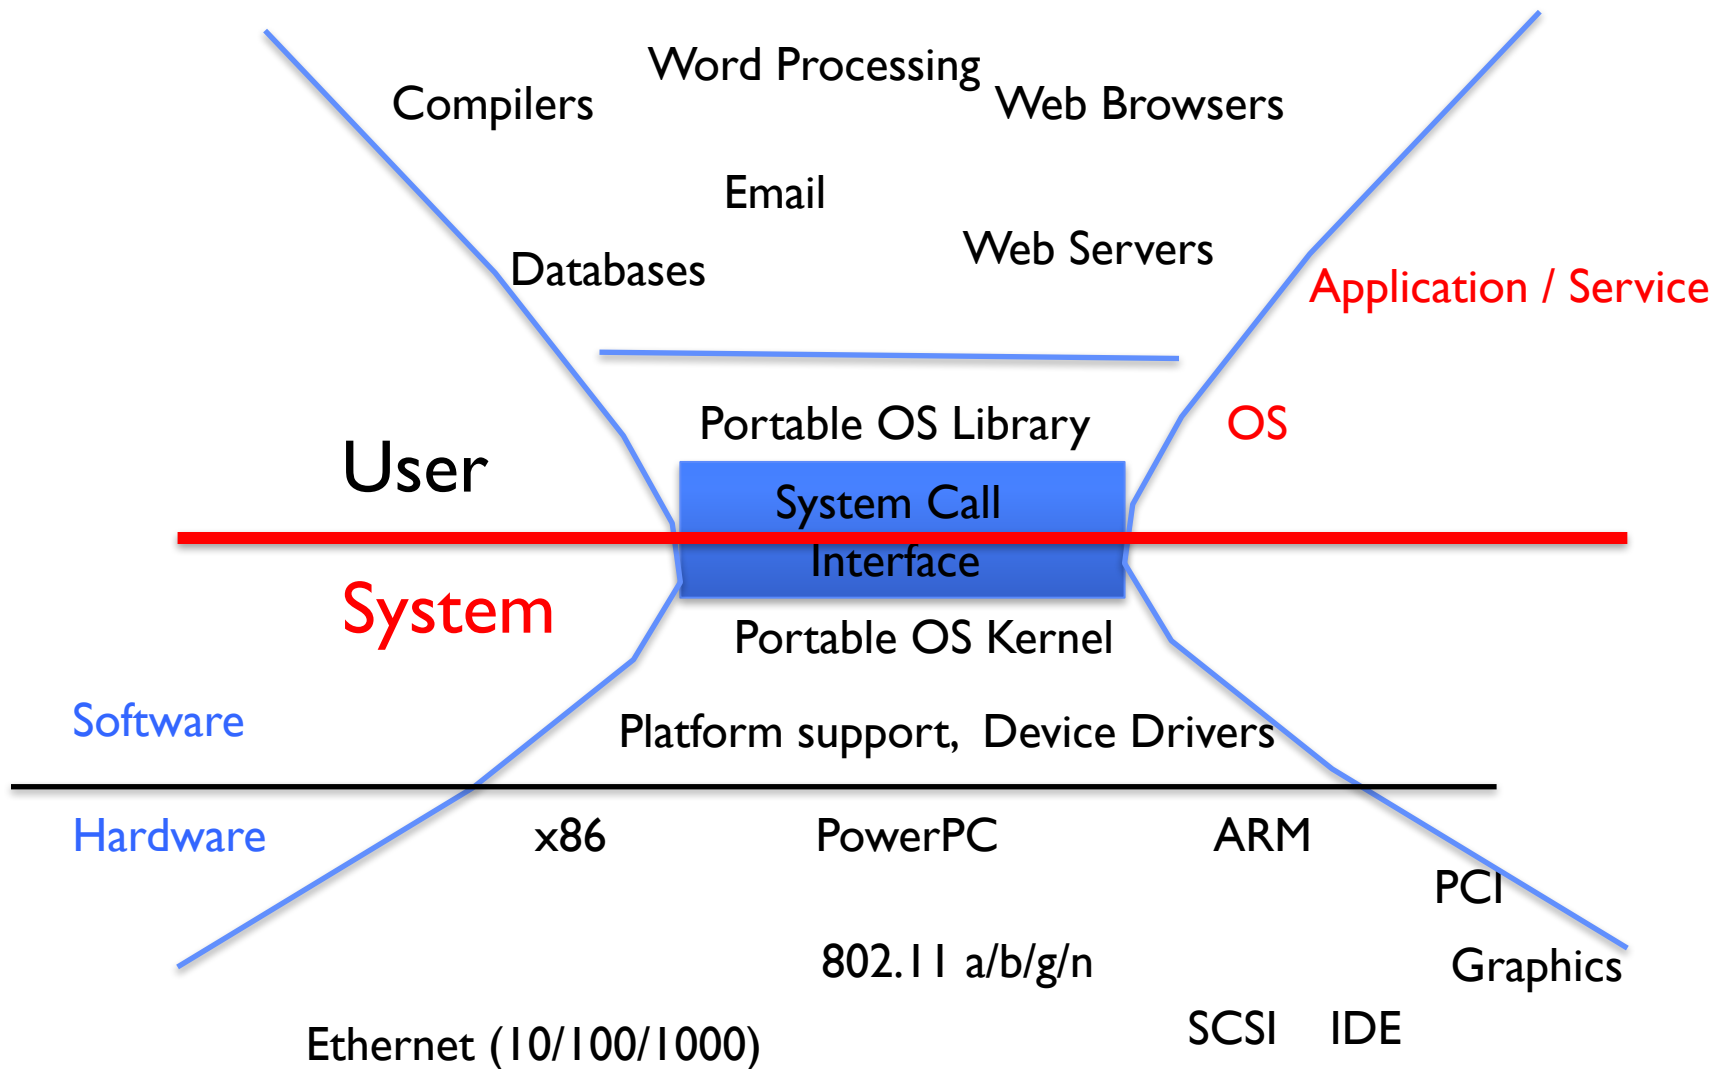 Word Processing
Compilers
Web Browsers
Email
Web Servers
Databases
Application / Service
Portable OS Library
OS
User
System Call
Interface
System
Portable OS Kernel
Software
Platform support, Device Drivers
Hardware
x86
PowerPC
ARM
PCI
802.11 a/b/g/n
Graphics
SCSI
IDE
Ethernet (10/100/1000)